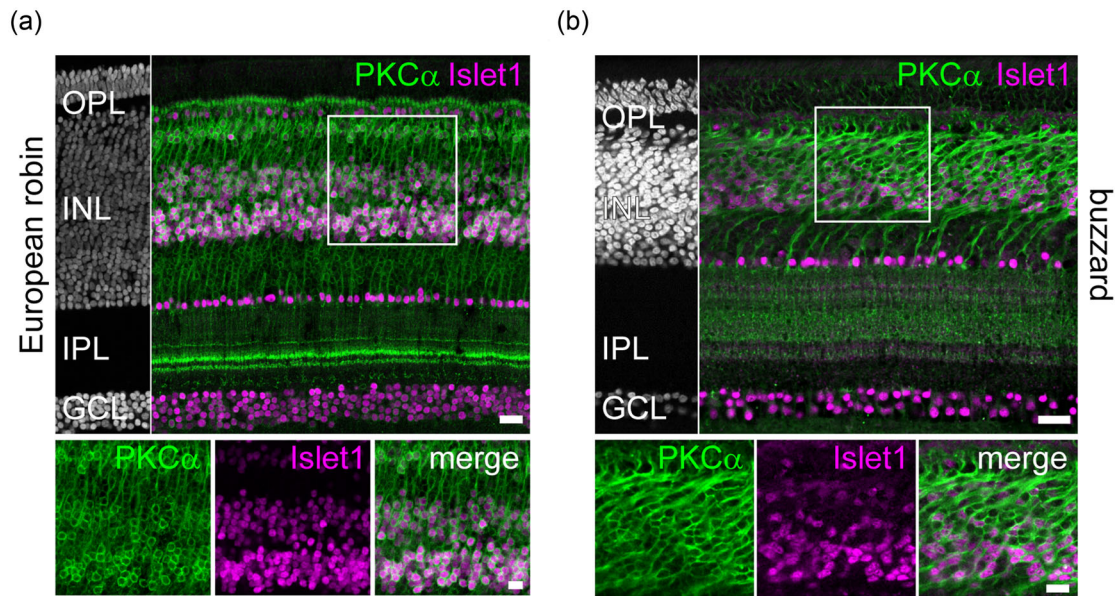 (a)
(b)
PKCα Islet1
OPL
INL
IPL
GCL
European robin
PKCα
Islet1
merge
PKCα Islet1
OPL
INL
IPL
GCL
buzzard
PKCα
Islet1
merge